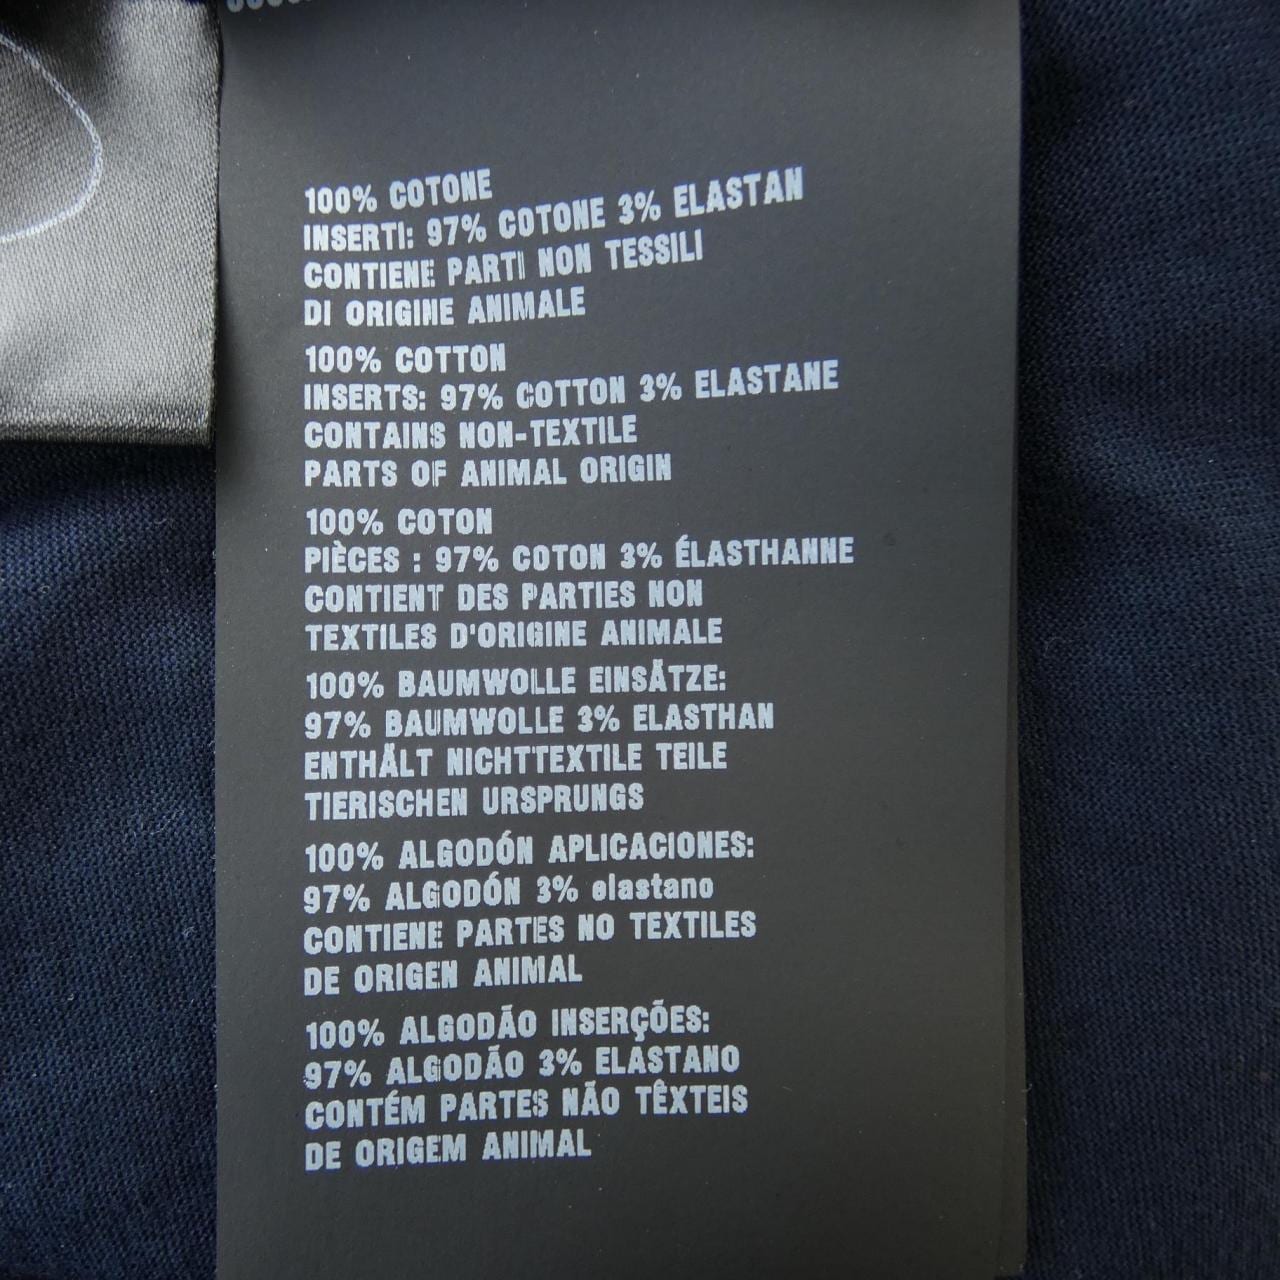 100% COTONE
INSERTI: 97% COTONE 3% ELASTAN
CONTIENE PARTI NON TESSILI
DI ORIGINE ANIMALE
100% COTTON
INSERTS: 97% COTTON 3% ELASTANE
CONTAINS NON-TEXTILE
PARTS OF ANIMAL ORIGIN
100% COTON
PIÈCES : 97% COTON 3% ÉLASTHANNE
CONTIENT DES PARTIES NON
TEXTILES D'ORIGINE ANIMALE
100% BAUMWOLLE EINSÄTZE:
97% BAUMWOLLE 3% ELASTHAN
ENTHÄLT NICHTTEXTILE TEILE
TIERISCHEN URSPRUNGS
100% ALGODÓN APLICACIONES:
97% ALGODÓN 3% elastano
CONTIENE PARTES NO TEXTILES
DE ORIGEN ANIMAL
100% ALGODÃO INSERÇÕES:
97% ALGODÃO 3% ELASTANO
CONTÉM PARTES NÃO TÊXTEIS
DE ORIGEM ANIMAL